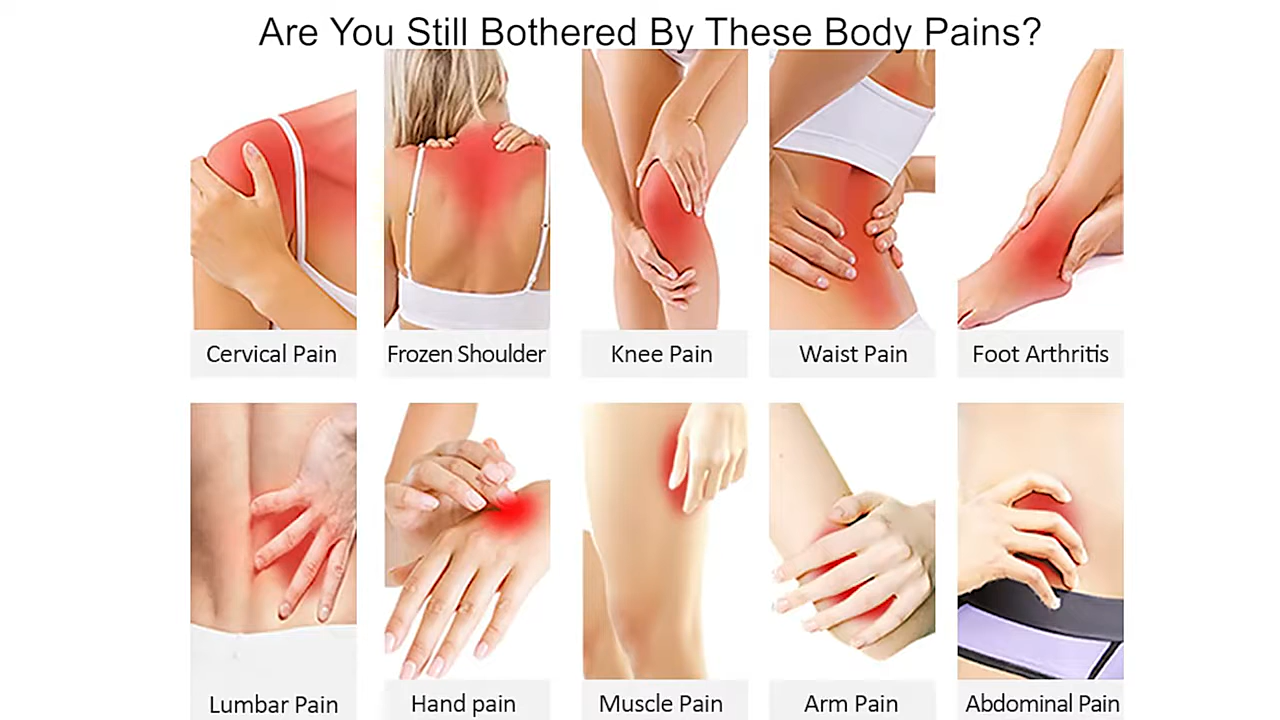 Are You Still Bothered By These Body Pains?
Cervical Pain
Frozen Shoulder
Knee Pain
Waist Pain
Foot Arthritis
Lumbar Pain
Hand pain
Muscle Pain
Arm Pain
Abdominal Pain